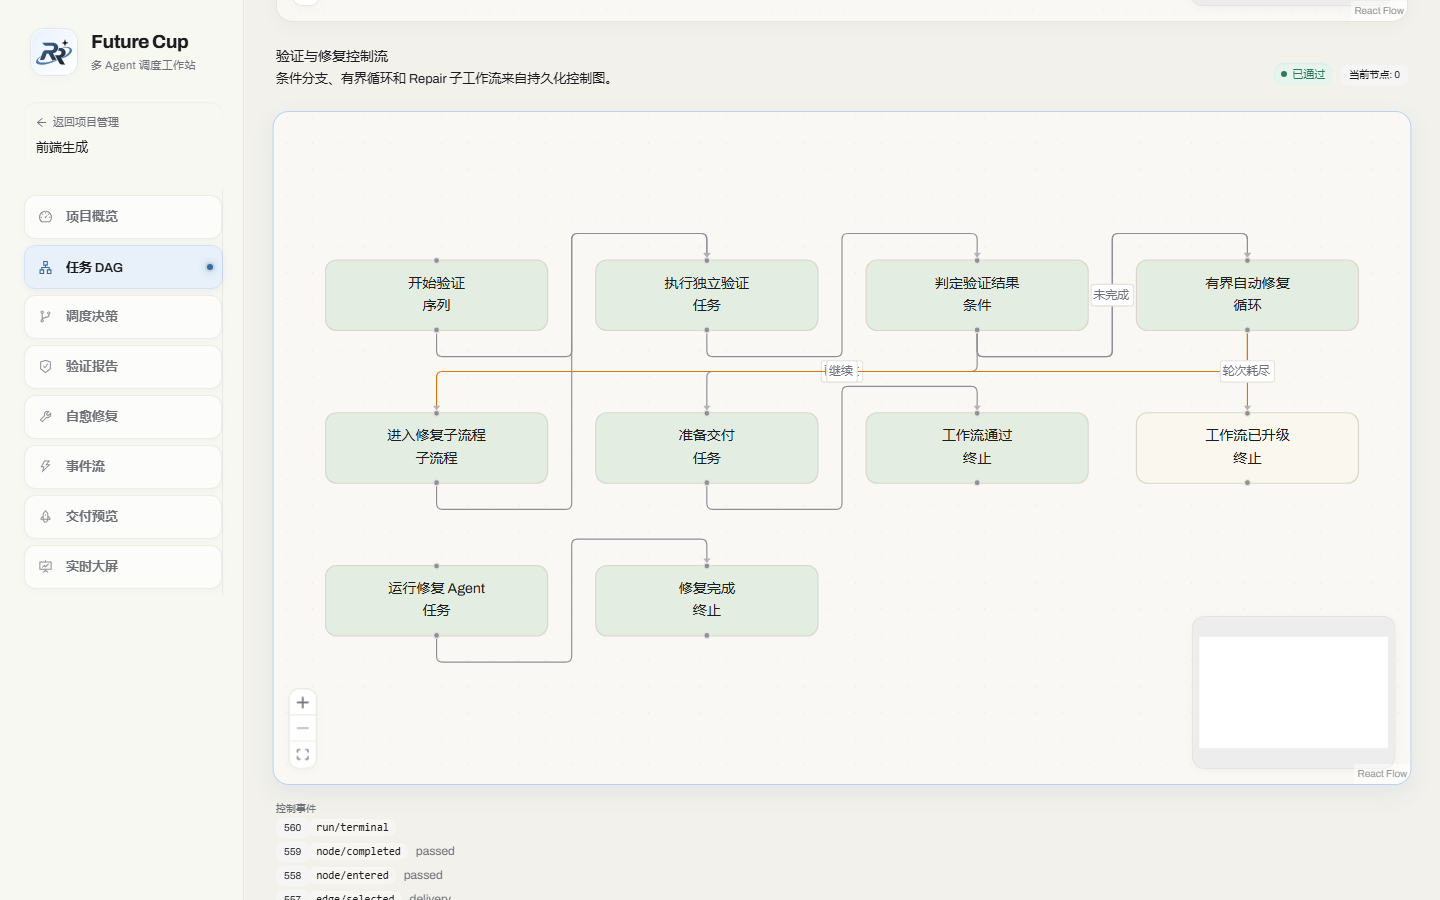 React Flow
Future Cup
多 Agent 调度工作站
返回项目管理
前端生成
项目概览
任务 DAG
调度决策
验证报告
自愈修复
事件流
交付预览
实时大屏
验证与修复控制流
条件分支、有界循环和 Repair 子工作流来自持久化控制图。
已通过
当前节点: 0
开始验证
序列
执行独立验证
任务
判定验证结果
条件
未完成
有界自动修复
循环
继续
轮次耗尽
进入修复子流程
子流程
准备交付
任务
工作流通过
终止
工作流已升级
终止
运行修复 Agent
任务
修复完成
终止
React Flow
控制事件
560 run/terminal
559 node/completed passed
558 node/entered passed
557 edge/selected delivery